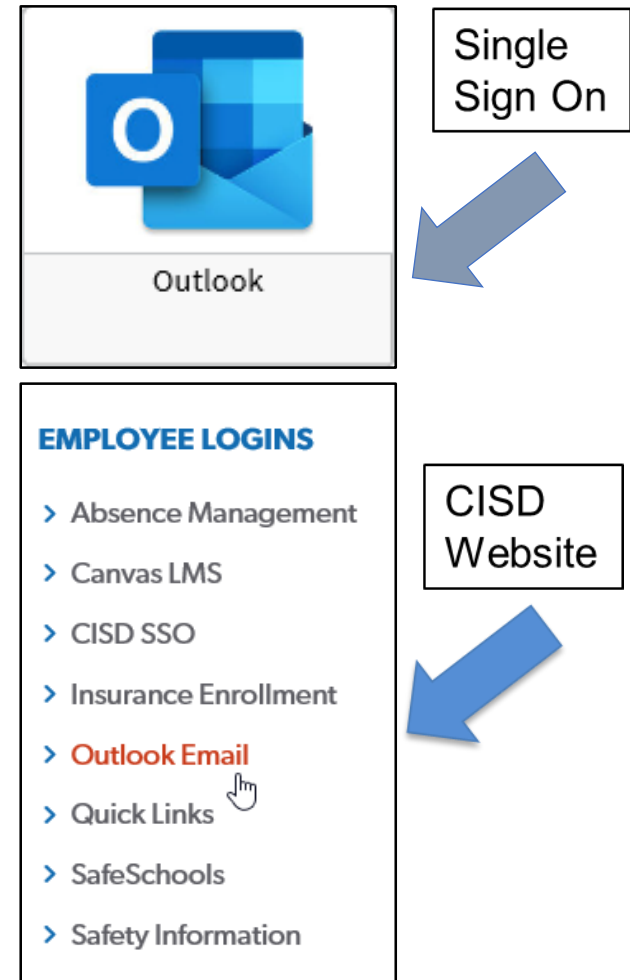 Single
Sign On
O
Outlook
EMPLOYEE LOGINS
> Absence Management
> Canvas LMS
> CISD SSO
> Insurance Enrollment
> Outlook Email
> Quick Links
> SafeSchools
> Safety Information
CISD
Website